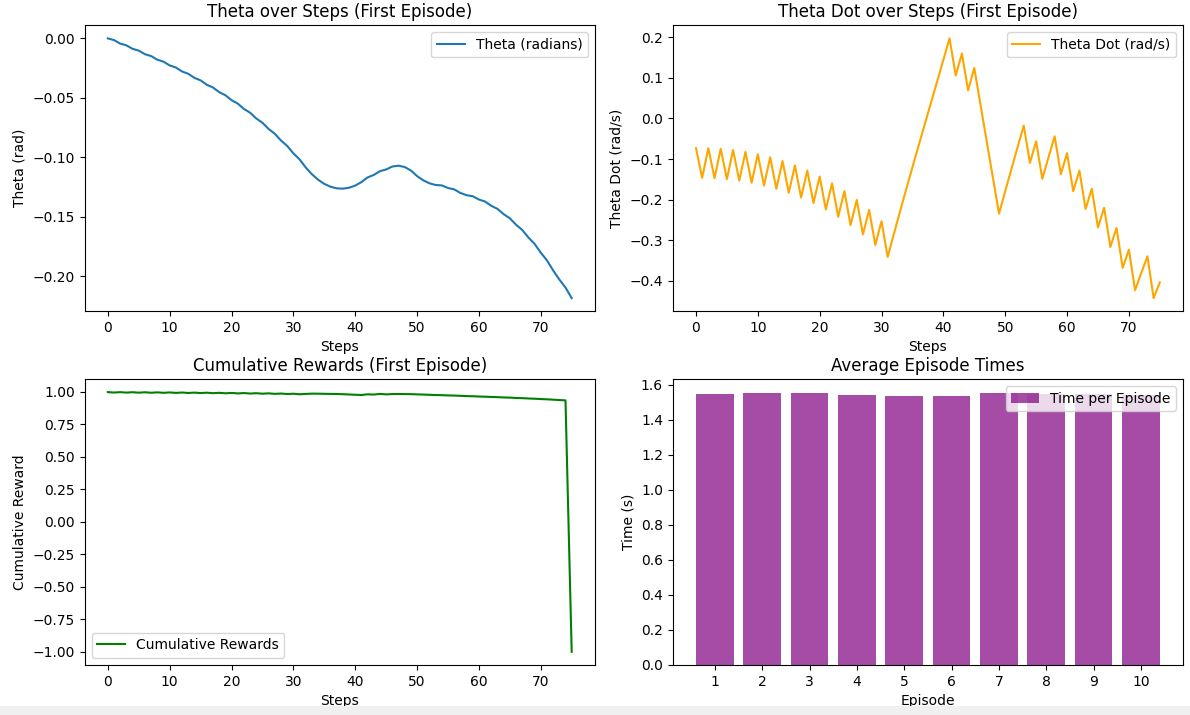 Theta over Steps (First Episode)
Theta (radians)
Theta (rad)
0.00
−0.05
−0.10
−0.15
−0.20
0 10 20 30 40 50 60 70
Steps
Theta Dot over Steps (First Episode)
Theta Dot (rad/s)
Theta Dot (rad/s)
0.2
0.1
0.0
−0.1
−0.2
−0.3
−0.4
0 10 20 30 40 50 60 70
Steps
Cumulative Rewards (First Episode)
Cumulative Reward
1.00
0.75
0.50
0.25
0.00
−0.25
−0.50
−0.75
−1.00
Cumulative Rewards
0 10 20 30 40 50 60 70
Steps
Average Episode Times
Time per Episode
Time (s)
1.6
1.4
1.2
1.0
0.8
0.6
0.4
0.2
0.0
1 2 3 4 5 6 7 8 9 10
Episode